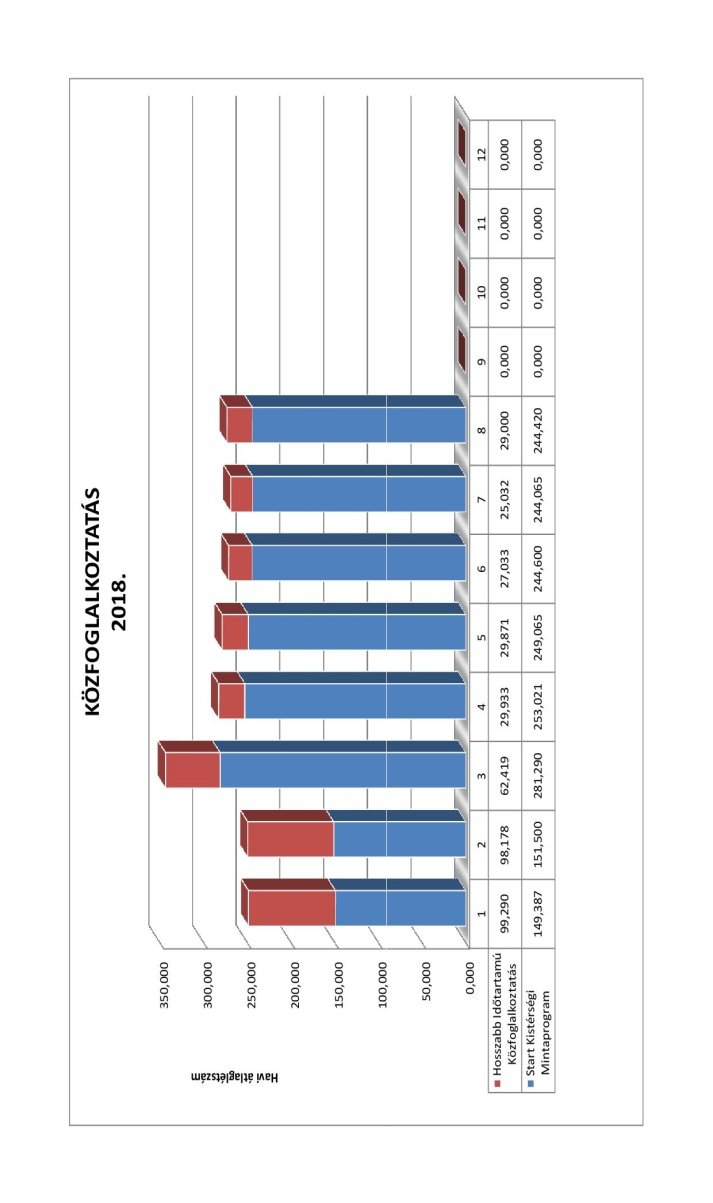 KÖZFOGLALKOZTATÁS
2018.
Havi átlaglétszám
350,000
300,000
250,000
200,000
150,000
100,000
50,000
0,000
1 2 3 4 5 6 7 8 9 10 11 12
Hosszabb Időtartamú
Közfoglalkoztatás
99,290 98,178 62,419 29,933 29,871 27,033 25,032 29,000 0,000 0,000 0,000 0,000
Start Kistérségi
Mintaprogram
149,387 151,500 281,290 253,021 249,065 244,600 244,065 244,420 0,000 0,000 0,000 0,000